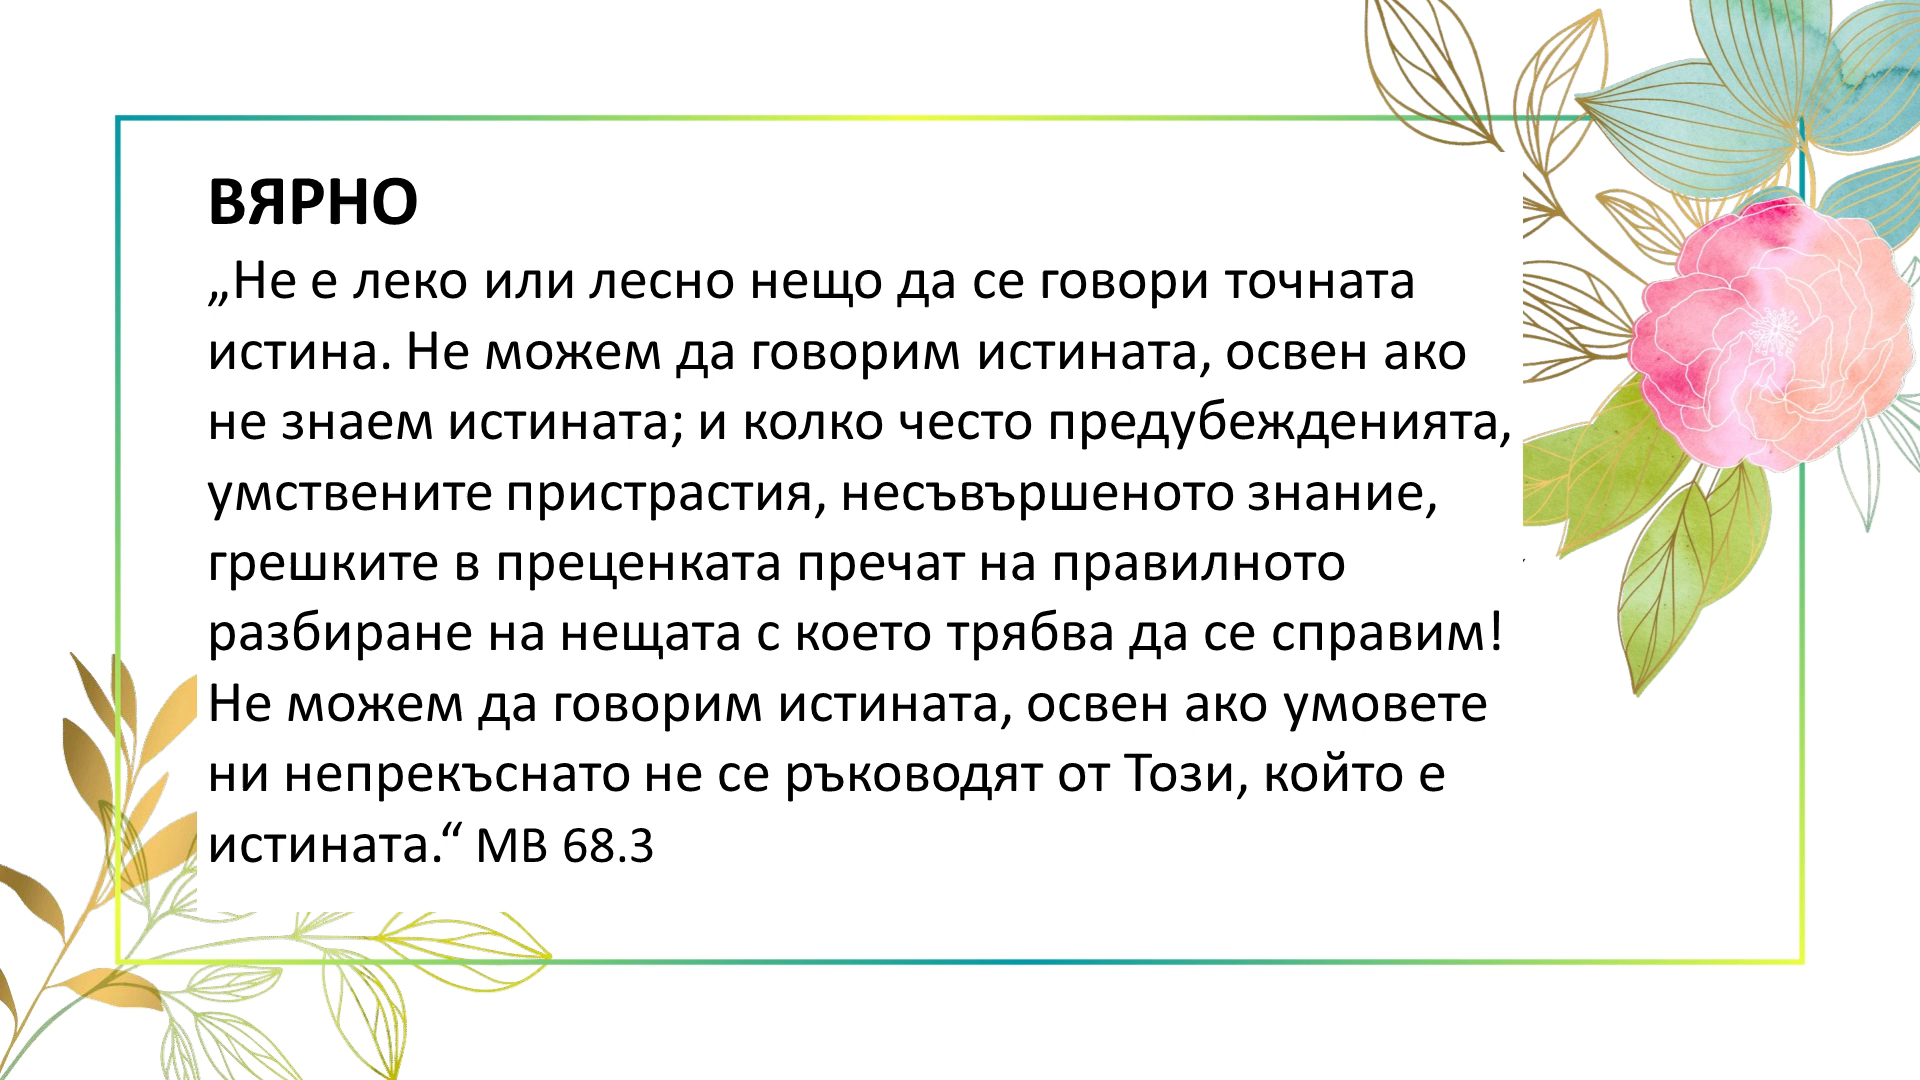 ВЯРНО
„Не е леко или лесно нещо да се говори точната
истина. Не можем да говорим истината, освен ако
не знаем истината; и колко често предубежденията,
умствените пристрастия, несъвършеното знание,
грешките в преценката пречат на правилното
разбиране на нещата с което трябва да се справим!
Не можем да говорим истината, освен ако умовете
ни непрекъснато не се ръководят от Този, който е
истината.“ МВ 68.3